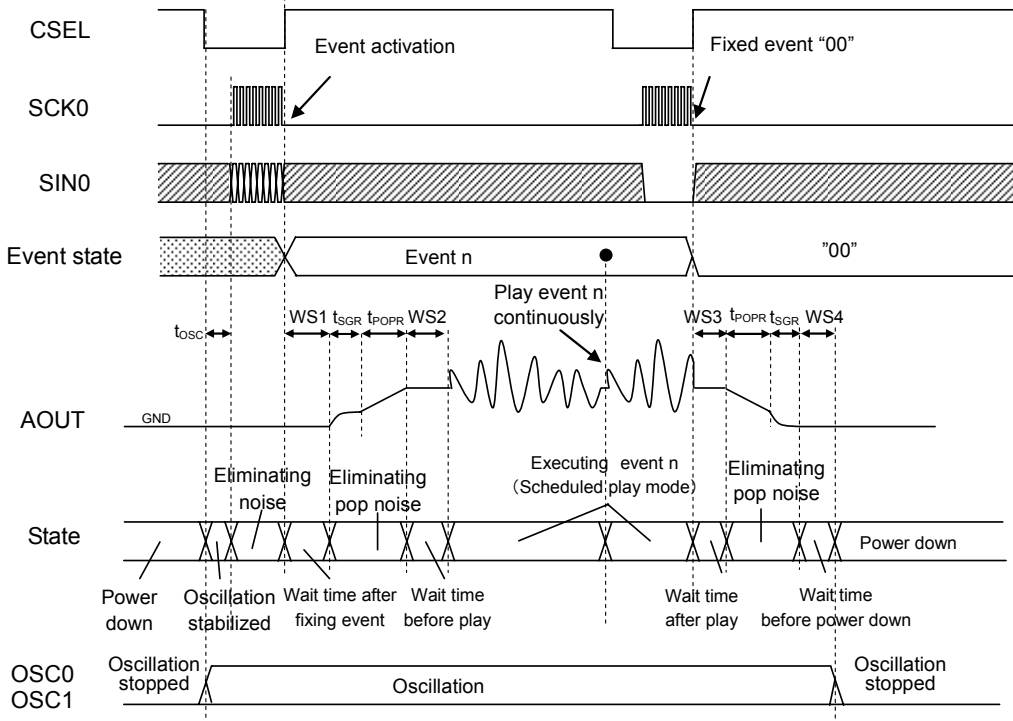 CSEL
Event activation
Fixed event “00”
SCK0
SIN0
Event state
Event n
”00”
Play event n
continuously
tOSC
WS1
tSGR
tPOPR
WS2
WS3
tPOPR
tSGR
WS4
AOUT
GND
Eliminating
noise
Eliminating
pop noise
Executing event n
(Scheduled play mode)
Eliminating
pop noise
State
Power down
Power
down
Oscillation
stabilized
Wait time after
fixing event
Wait time
before play
Wait time
after play
Wait time
before power down
OSC0
OSC1
Oscillation
stopped
Oscillation
Oscillation
stopped